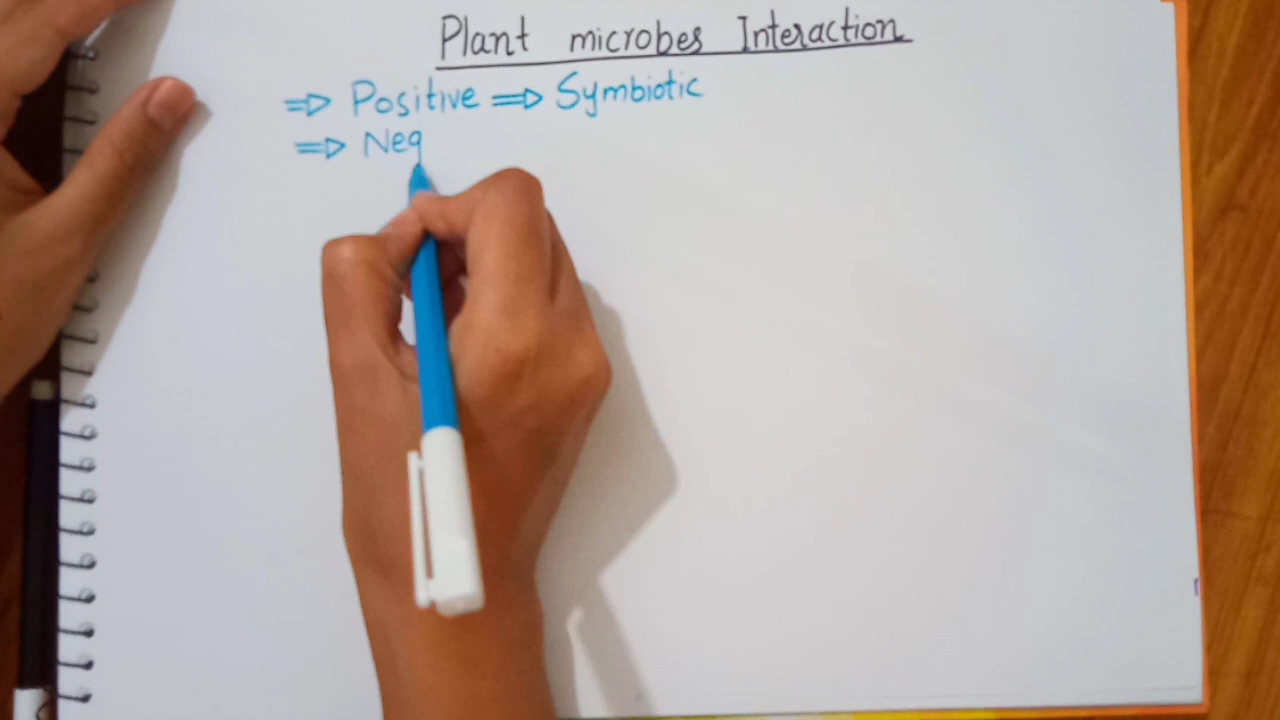 Plant microbes Interaction
⇒ Positive ⇒ Symbiotic
⇒ Neg